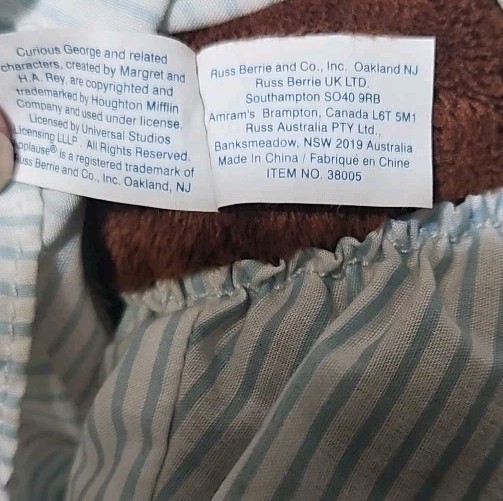 Curious George and related
characters, created by Margret and
H.A. Rey, are copyrighted and
trademarked by Houghton Mifflin
Company and used under license.
Licensed by Universal Studios
Licensing LLLP. All Rights Reserved.
Applause® is a registered trademark of
Russ Berrie and Co., Inc. Oakland, NJ
Russ Berrie and Co., Inc. Oakland NJ
Russ Berrie UK LTD.
Southampton SO40 9RB
Amram's Brampton, Canada L6T 5M1
Russ Australia PTY Ltd.,
Banksmeadow, NSW 2019 Australia
Made In China / Fabriqué en Chine
ITEM NO. 38005